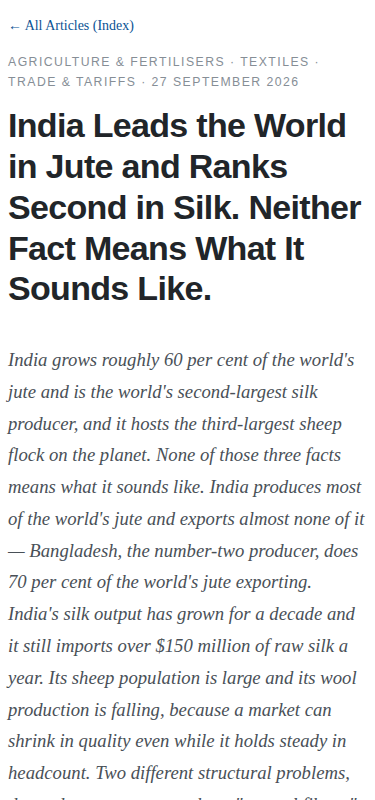 ← All Articles (Index)
AGRICULTURE & FERTILISERS · TEXTILES ·
TRADE & TARIFFS · 27 SEPTEMBER 2026
India Leads the World
in Jute and Ranks
Second in Silk. Neither
Fact Means What It
Sounds Like.
India grows roughly 60 per cent of the world's
jute and is the world's second-largest silk
producer, and it hosts the third-largest sheep
flock on the planet. None of those three facts
means what it sounds like. India produces most
of the world's jute and exports almost none of it
— Bangladesh, the number-two producer, does
70 per cent of the world's jute exporting.
India's silk output has grown for a decade and
it still imports over $150 million of raw silk a
year. Its sheep population is large and its wool
production is falling, because a market can
shrink in quality even while it holds steady in
headcount. Two different structural problems,